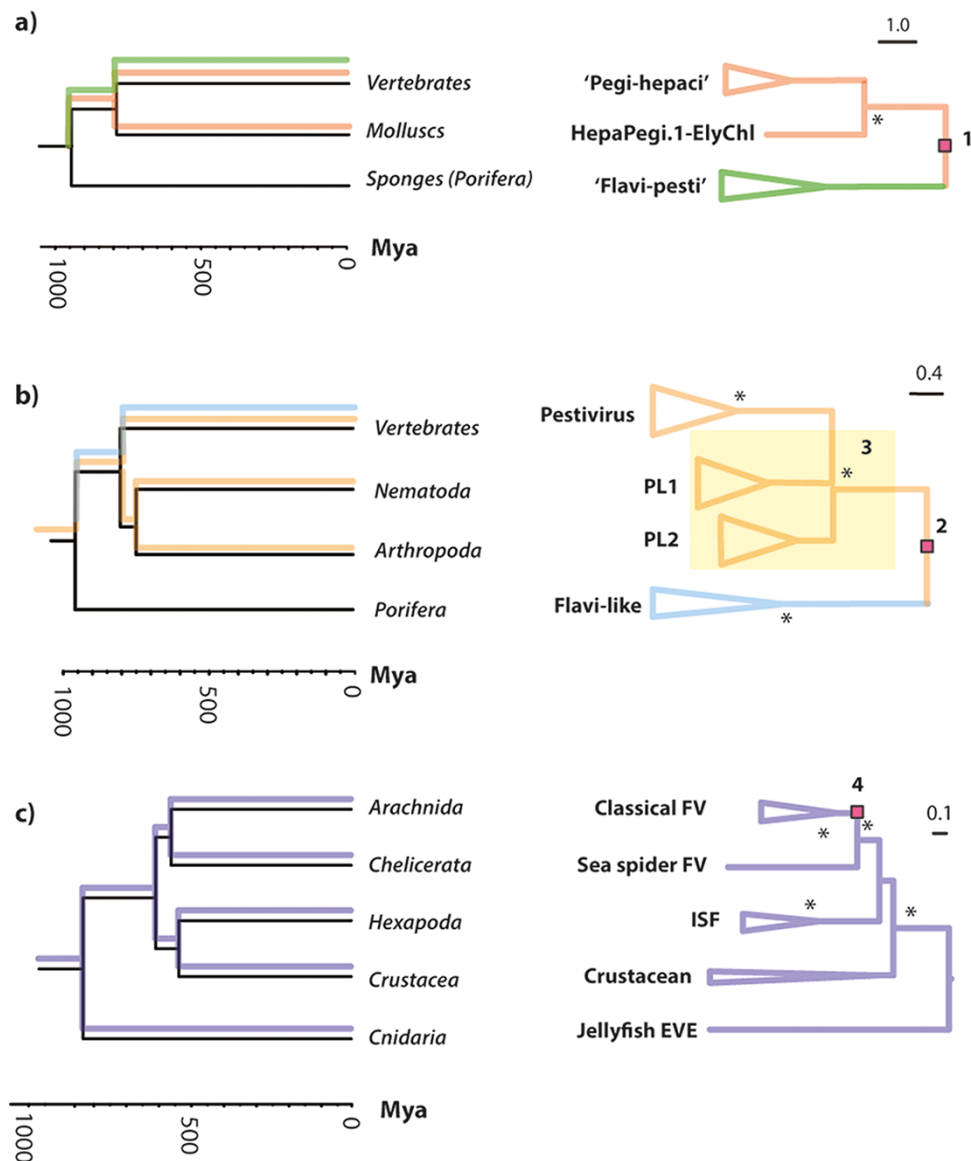 a)
1.0
Vertebrates
Molluscs
Sponges (Porifera)
Mya
1000
500
0
'Pegi-hepaci'
HepaPegi.1-ElyChl
'Flavi-pesti'
*
1
b)
0.4
Vertebrates
Nematoda
Arthropoda
Porifera
Mya
1000
500
0
Pestivirus
*
3
PL1
*
PL2
2
Flavi-like
*
c)
Arachnida
Chelicerata
Hexapoda
Crustacea
Cnidaria
Mya
1000
500
0
4
0.1
Classical FV
* *
Sea spider FV
ISF
* *
Crustacean
Jellyfish EVE